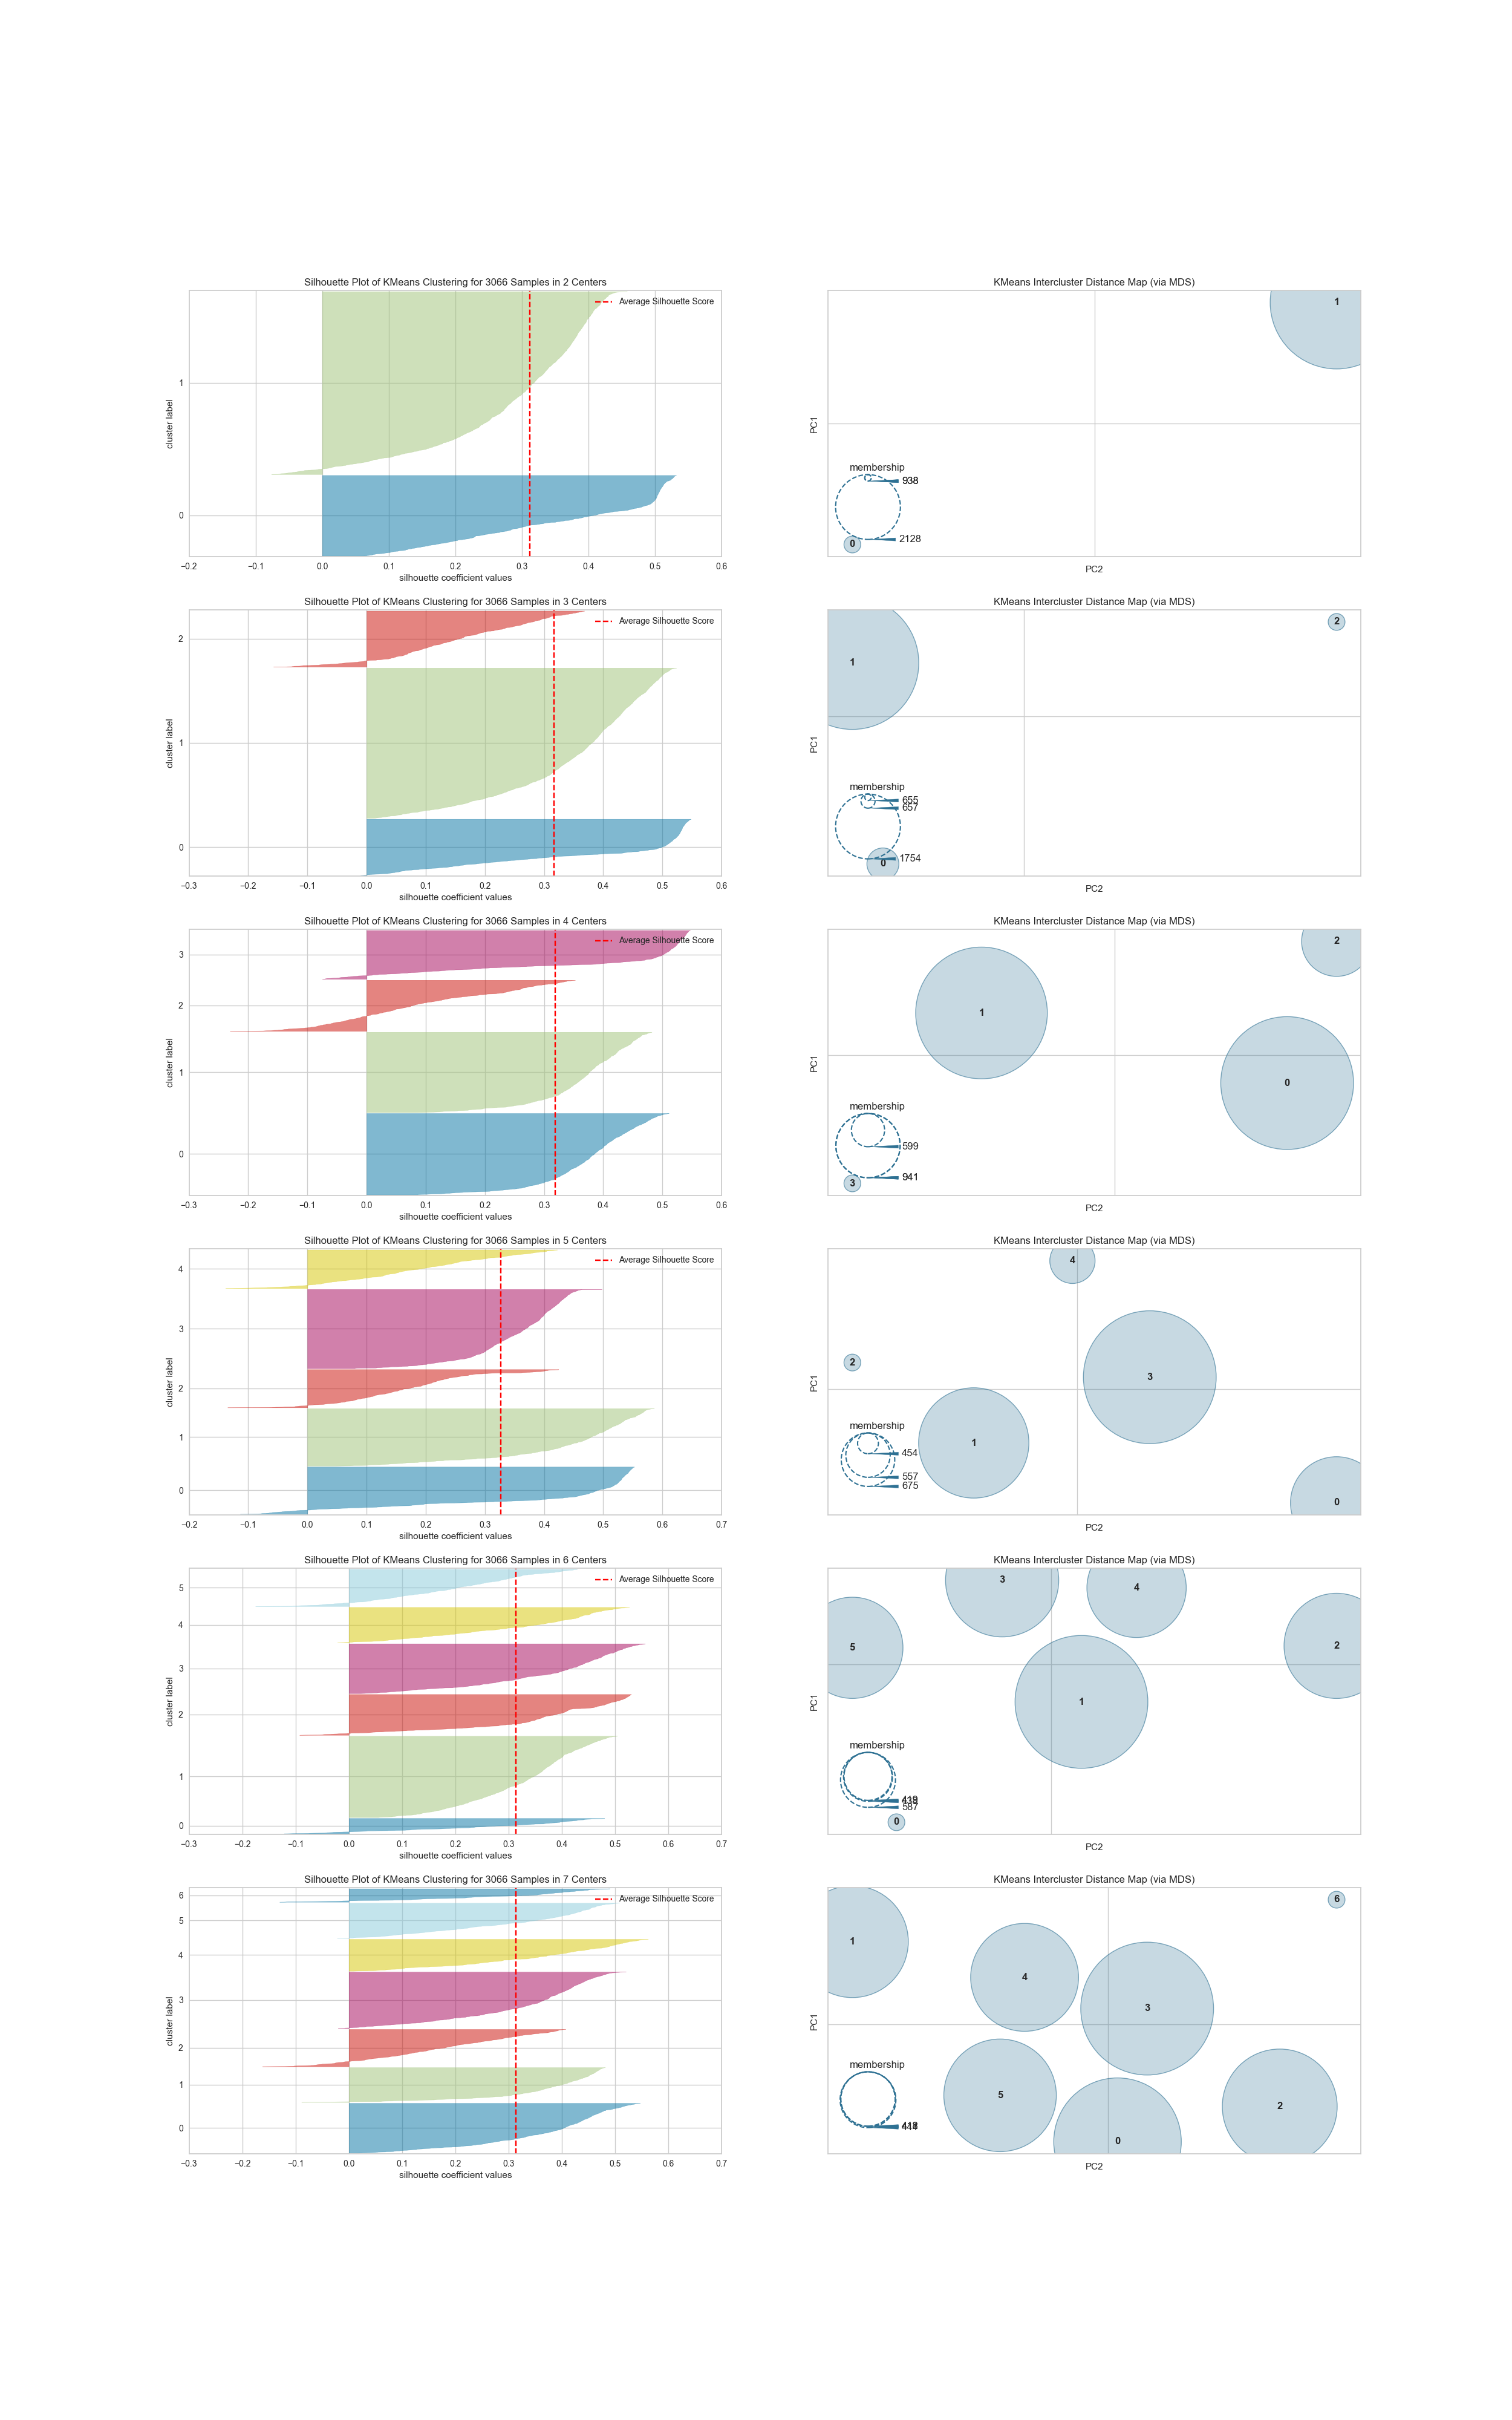 Silhouette Plot of KMeans Clustering for 3066 Samples in 2 Centers
Average Silhouette Score
1
0
cluster label
−0.2 −0.1 0.0 0.1 0.2 0.3 0.4 0.5 0.6
silhouette coefficient values
KMeans Intercluster Distance Map (via MDS)
1
PC1
membership
938
2128
0
PC2
Silhouette Plot of KMeans Clustering for 3066 Samples in 3 Centers
Average Silhouette Score
2
1
0
cluster label
−0.3 −0.2 −0.1 0.0 0.1 0.2 0.3 0.4 0.5 0.6
silhouette coefficient values
KMeans Intercluster Distance Map (via MDS)
2
1
PC1
membership
655
657
1754
0
PC2
Silhouette Plot of KMeans Clustering for 3066 Samples in 4 Centers
Average Silhouette Score
3
2
1
0
cluster label
−0.3 −0.2 −0.1 0.0 0.1 0.2 0.3 0.4 0.5 0.6
silhouette coefficient values
KMeans Intercluster Distance Map (via MDS)
2
1
0
PC1
membership
599
941
3
PC2
Silhouette Plot of KMeans Clustering for 3066 Samples in 5 Centers
Average Silhouette Score
4
3
2
1
0
cluster label
−0.2 −0.1 0.0 0.1 0.2 0.3 0.4 0.5 0.6 0.7
silhouette coefficient values
KMeans Intercluster Distance Map (via MDS)
4
2
3
1
0
PC1
membership
454
557
675
PC2
Silhouette Plot of KMeans Clustering for 3066 Samples in 6 Centers
Average Silhouette Score
5
4
3
2
1
0
cluster label
−0.3 −0.2 −0.1 0.0 0.1 0.2 0.3 0.4 0.5 0.6 0.7
silhouette coefficient values
KMeans Intercluster Distance Map (via MDS)
3
4
5
2
1
PC1
membership
587
0
PC2
Silhouette Plot of KMeans Clustering for 3066 Samples in 7 Centers
Average Silhouette Score
6
5
4
3
2
1
0
cluster label
−0.3 −0.2 −0.1 0.0 0.1 0.2 0.3 0.4 0.5 0.6 0.7
silhouette coefficient values
KMeans Intercluster Distance Map (via MDS)
6
1
4
3
5
2
0
PC1
membership
PC2